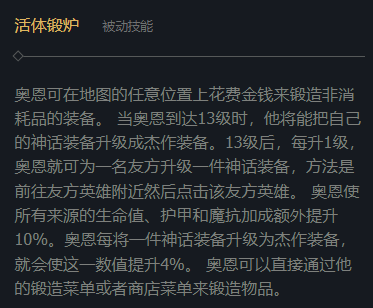 活体锻炉 被动技能
奥恩可在地图的任意位置上花费金钱来锻造非消
耗品的装备。 当奥恩到达13级时，他将能把自己
的神话装备升级成杰作装备。13级后，每升1级，
奥恩就可为一名友方升级一件神话装备，方法是
前往友方英雄附近然后点击该友方英雄。 奥恩使
所有来源的生命值、护甲和魔抗加成额外提升
10%。奥恩每将一件神话装备升级为杰作装备，
就会使这一数值提升4%。 奥恩可以直接通过他
的锻造菜单或者商店菜单来锻造物品。